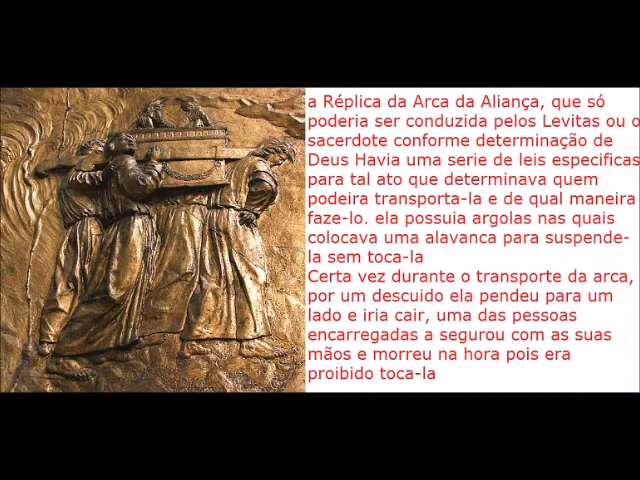 a Réplica da Arca da Aliança, que só
poderia ser conduzida pelos Levitas ou o
sacerdote conforme determinação de
Deus Havia uma serie de leis especificas
para tal ato que determinava quem
podeira transporta-la e de qual maneira
faze-lo. ela possuia argolas nas quais
colocava uma alavanca para suspende-
la sem toca-la
Certa vez durante o transporte da arca,
por um descuido ela pendeu para um
lado e iria cair, uma das pessoas
encarregadas a segurou com as suas
mãos e morreu na hora pois era
proibido toca-la